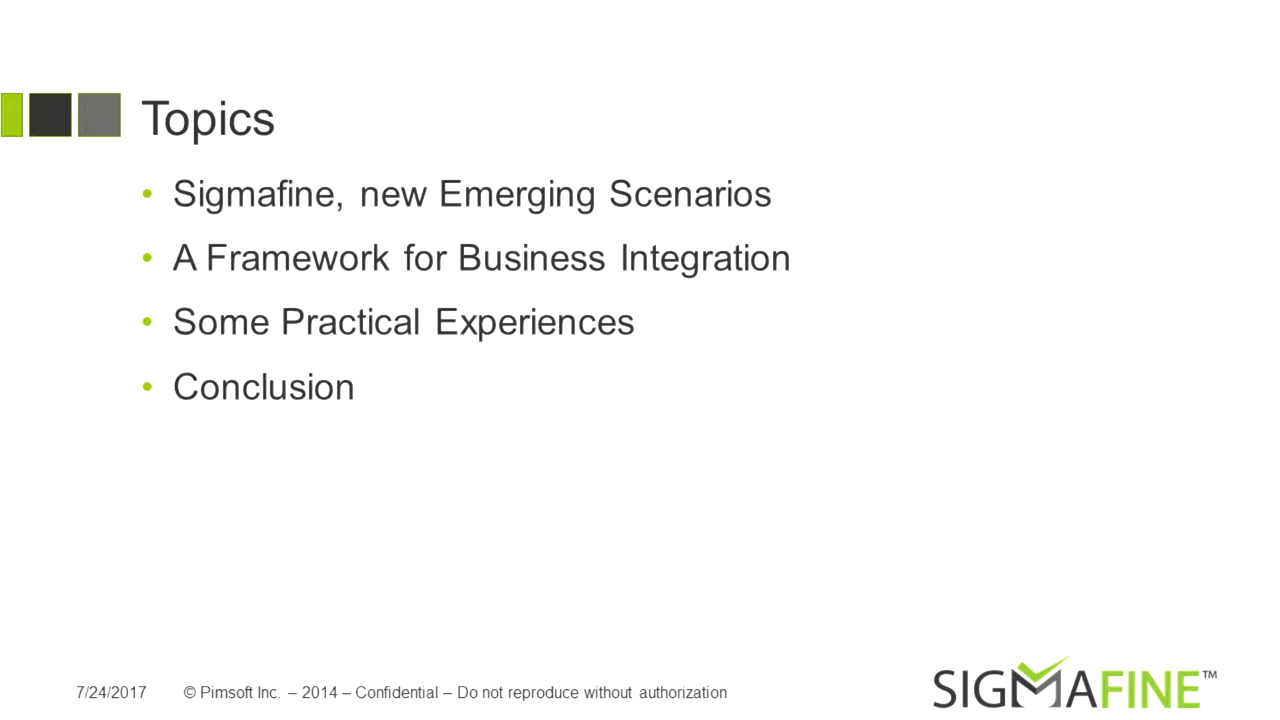 Topics
• Sigmafine, new Emerging Scenarios
• A Framework for Business Integration
• Some Practical Experiences
• Conclusion
7/24/2017 © Pimsoft Inc. – 2014 – Confidential – Do not reproduce without authorization
SIGMAFINE™